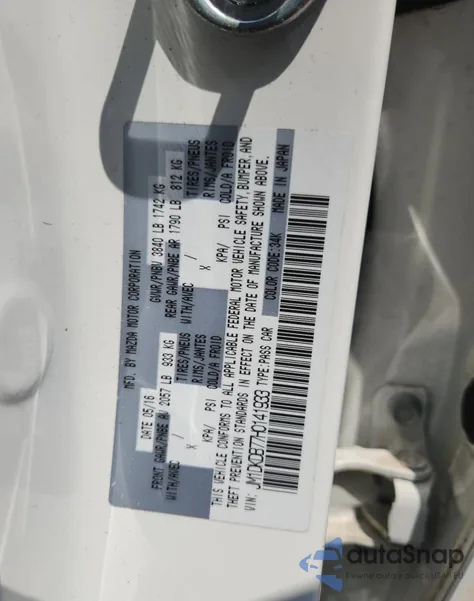 MFD. BY MAZDA MOTOR CORPORATION
DATE 05/16 GVWR/PNBV 3840 LB 1742 KG
FRONT GAWR/PNBE AV 2057 LB 933 KG REAR GAWR/PNBE AR 1790 LB 812 KG
WITH/AVEC / TIRES/PNEUS WITH/AVEC / TIRES/PNEUS
X RIMS/JANTES X RIMS/JANTES
KPA/ PSI COLD/A FROID KPA/ PSI COLD/A FROID
THIS VEHICLE CONFORMS TO ALL APPLICABLE FEDERAL MOTOR VEHICLE SAFETY, BUMPER, AND
THEFT PREVENTION STANDARDS IN EFFECT ON THE DATE OF MANUFACTURE SHOWN ABOVE.
VIN: JM1DKDB77H0141933 TYPE:PASS CAR COLOR CODE:34K MADE IN JAPAN
autaSnap